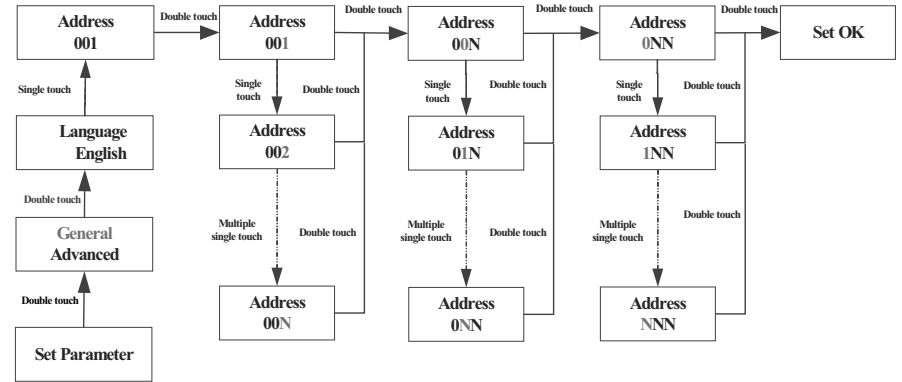 Double touch
Double touch
Double touch
Double touch
Address
001
Address
001
Address
00N
Address
0NN
Set OK
Single touch
Single
touch
Double touch
Single
touch
Double touch
Single
touch
Double touch
Language
English
Address
002
Address
01N
Address
1NN
Double touch
General
Advanced
Multiple
single touch
Double touch
Multiple
single touch
Double touch
Multiple
single touch
Double touch
Double touch
Address
00N
Address
0NN
Address
NNN
Set Parameter